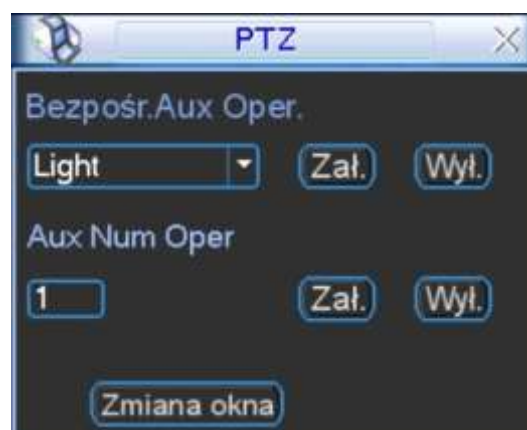 PTZ
Bezpośr.Aux Oper.
Light Zał. Wył.
Aux Num Oper
1 Zał. Wył.
Zmiana okna